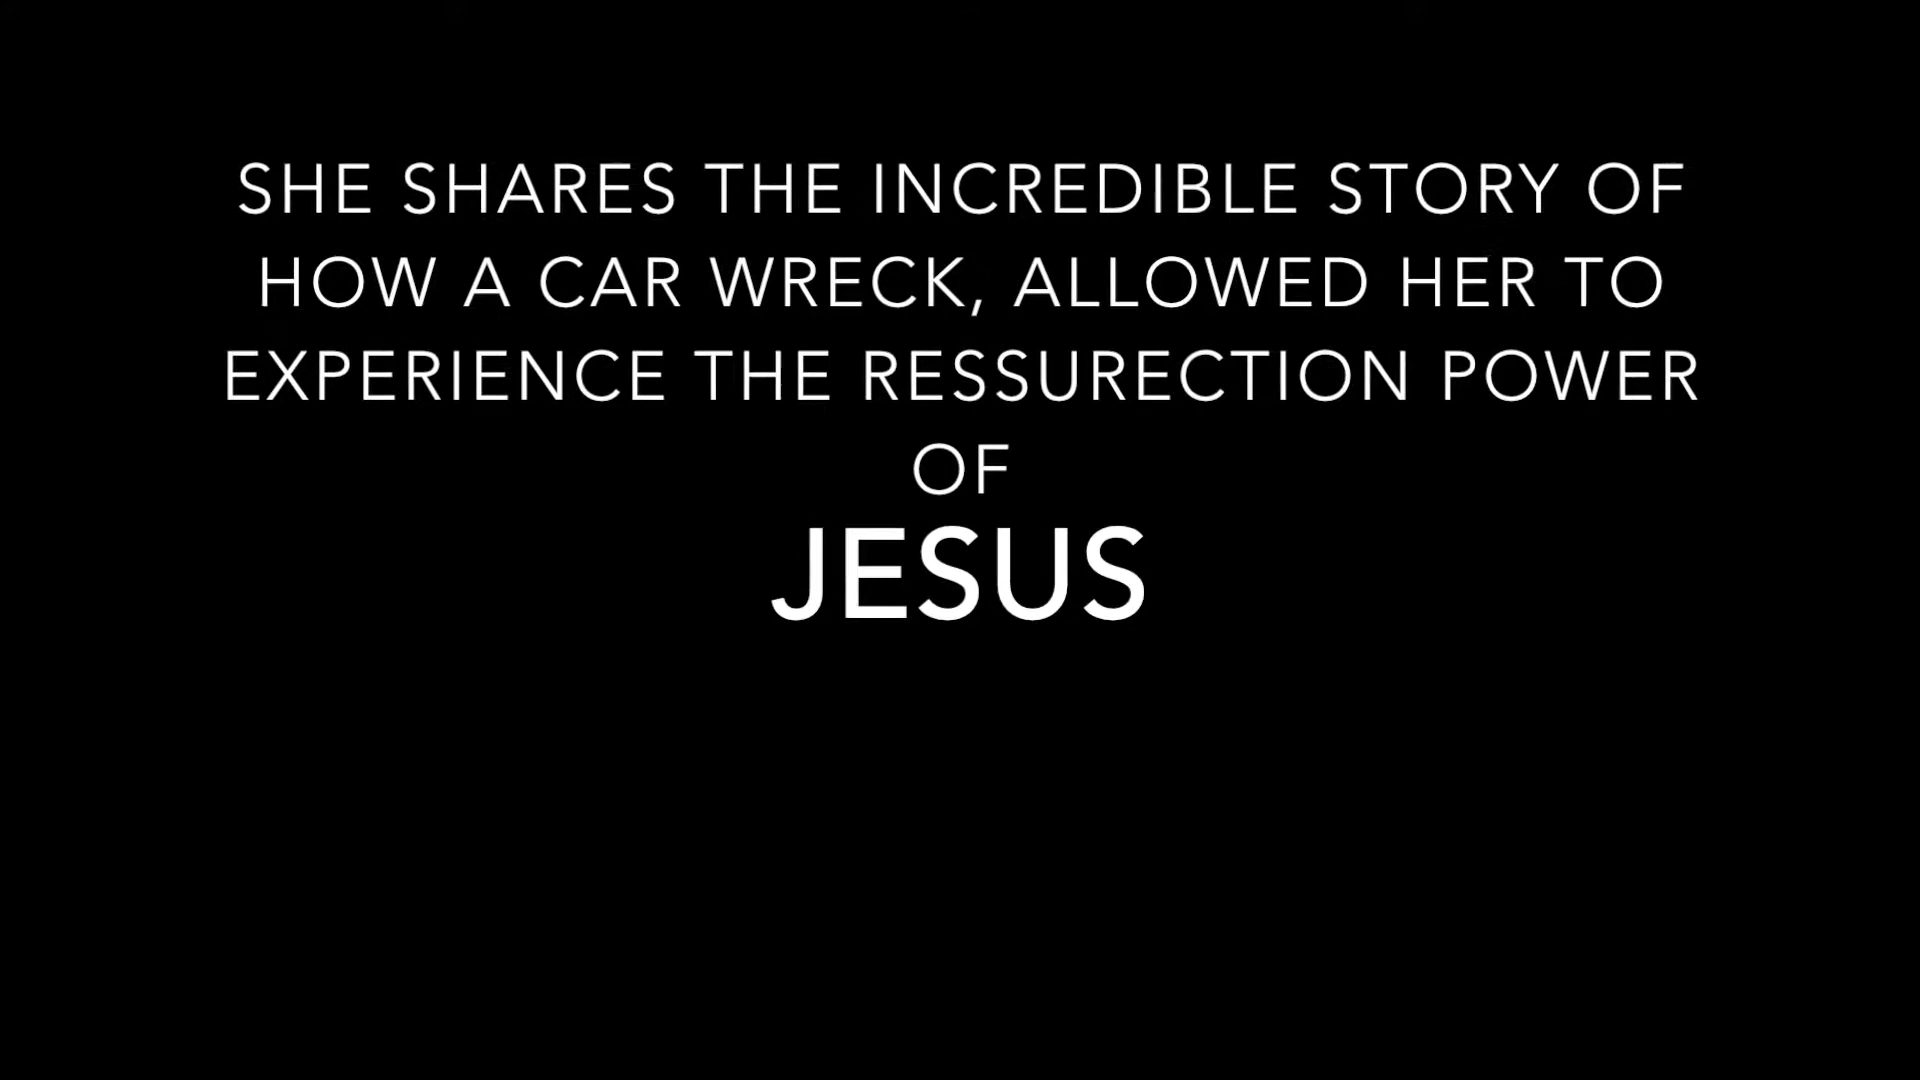 SHE SHARES THE INCREDIBLE STORY OF
HOW A CAR WRECK, ALLOWED HER TO
EXPERIENCE THE RESSURECTION POWER
OF
JESUS